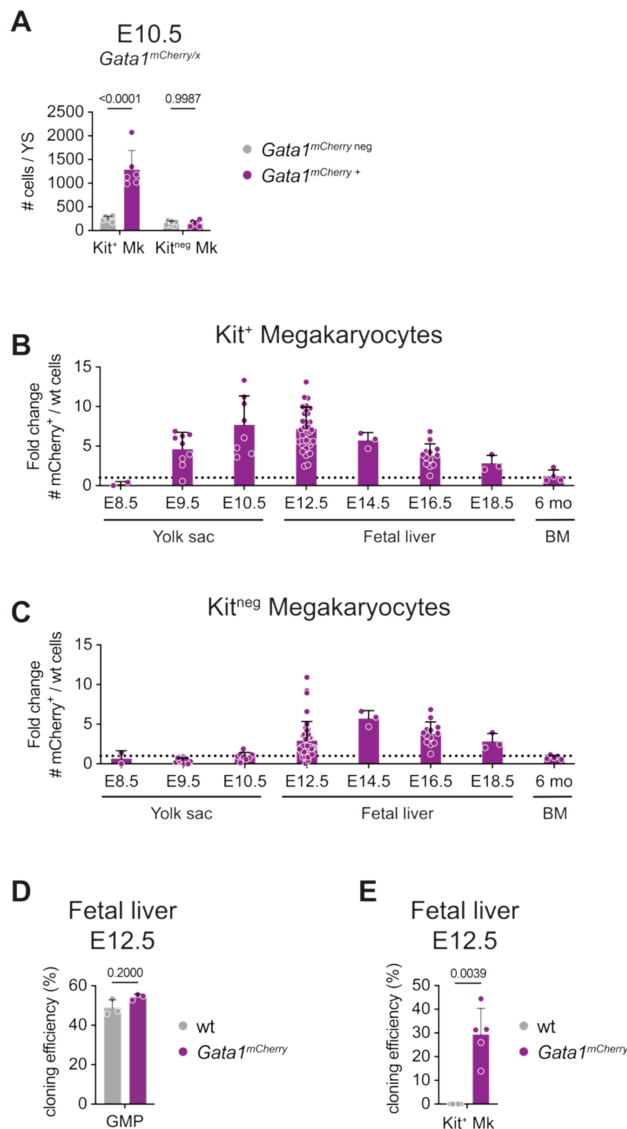 A
E10.5
Gata1mCherry/x
<0.0001 0.9987
# cells / YS
2500
2000
1500
1000
500
0
Kit+ Mk Kitneg Mk
Gata1mCherry neg
Gata1mCherry +
B
Kit+ Megakaryocytes
Fold change
# mCherry+ / wt cells
15
10
5
0
E8.5 E9.5 E10.5 E12.5 E14.5 E16.5 E18.5 6 mo
Yolk sac Fetal liver BM
C
Kitneg Megakaryocytes
Fold change
# mCherry+ / wt cells
15
10
5
0
E8.5 E9.5 E10.5 E12.5 E14.5 E16.5 E18.5 6 mo
Yolk sac Fetal liver BM
D
Fetal liver
E12.5
0.2000
cloning efficiency (%)
60
40
20
0
GMP
wt
Gata1mCherry
E
Fetal liver
E12.5
0.0039
cloning efficiency (%)
50
40
30
20
10
0
Kit+ Mk
wt
Gata1mCherry